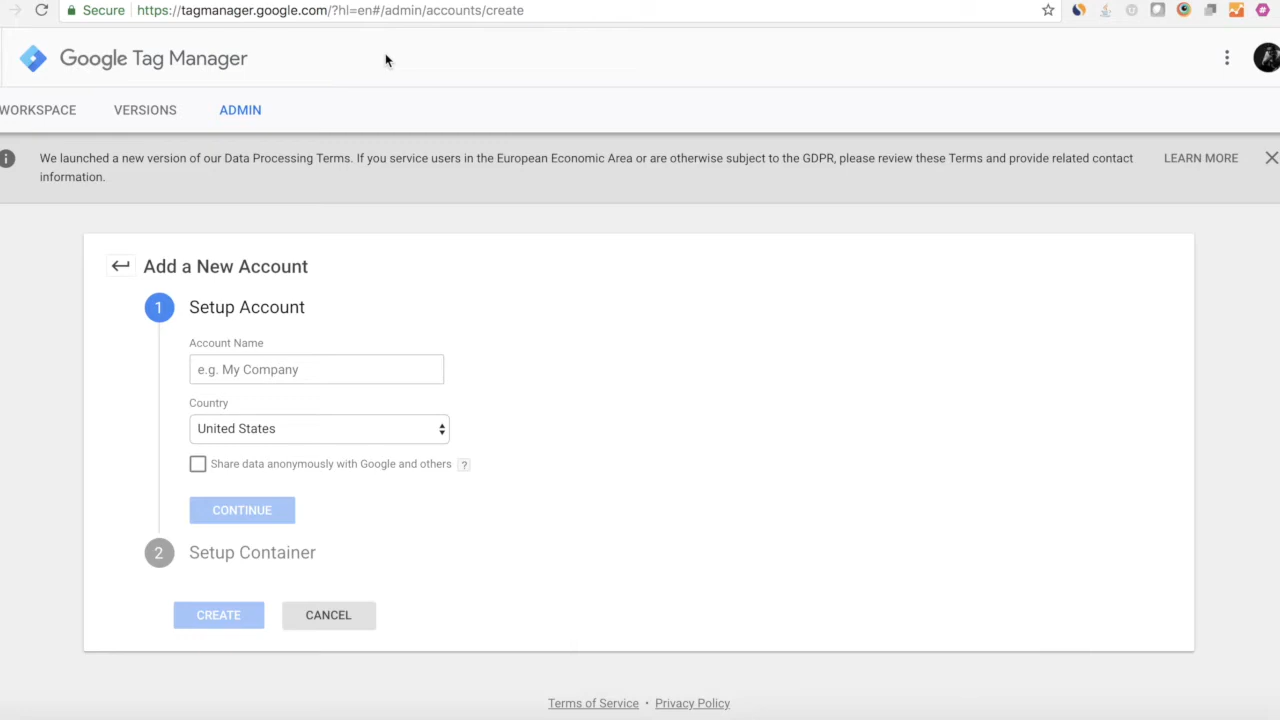 Secure https://tagmanager.google.com/?hl=en#/admin/accounts/create
Google Tag Manager
WORKSPACE VERSIONS ADMIN
We launched a new version of our Data Processing Terms. If you service users in the European Economic Area or are otherwise subject to the GDPR, please review these Terms and provide related contact LEARN MORE
information.
Add a New Account
1 Setup Account
Account Name
e.g. My Company
Country
United States
Share data anonymously with Google and others ?
CONTINUE
2 Setup Container
CREATE CANCEL
Terms of Service • Privacy Policy